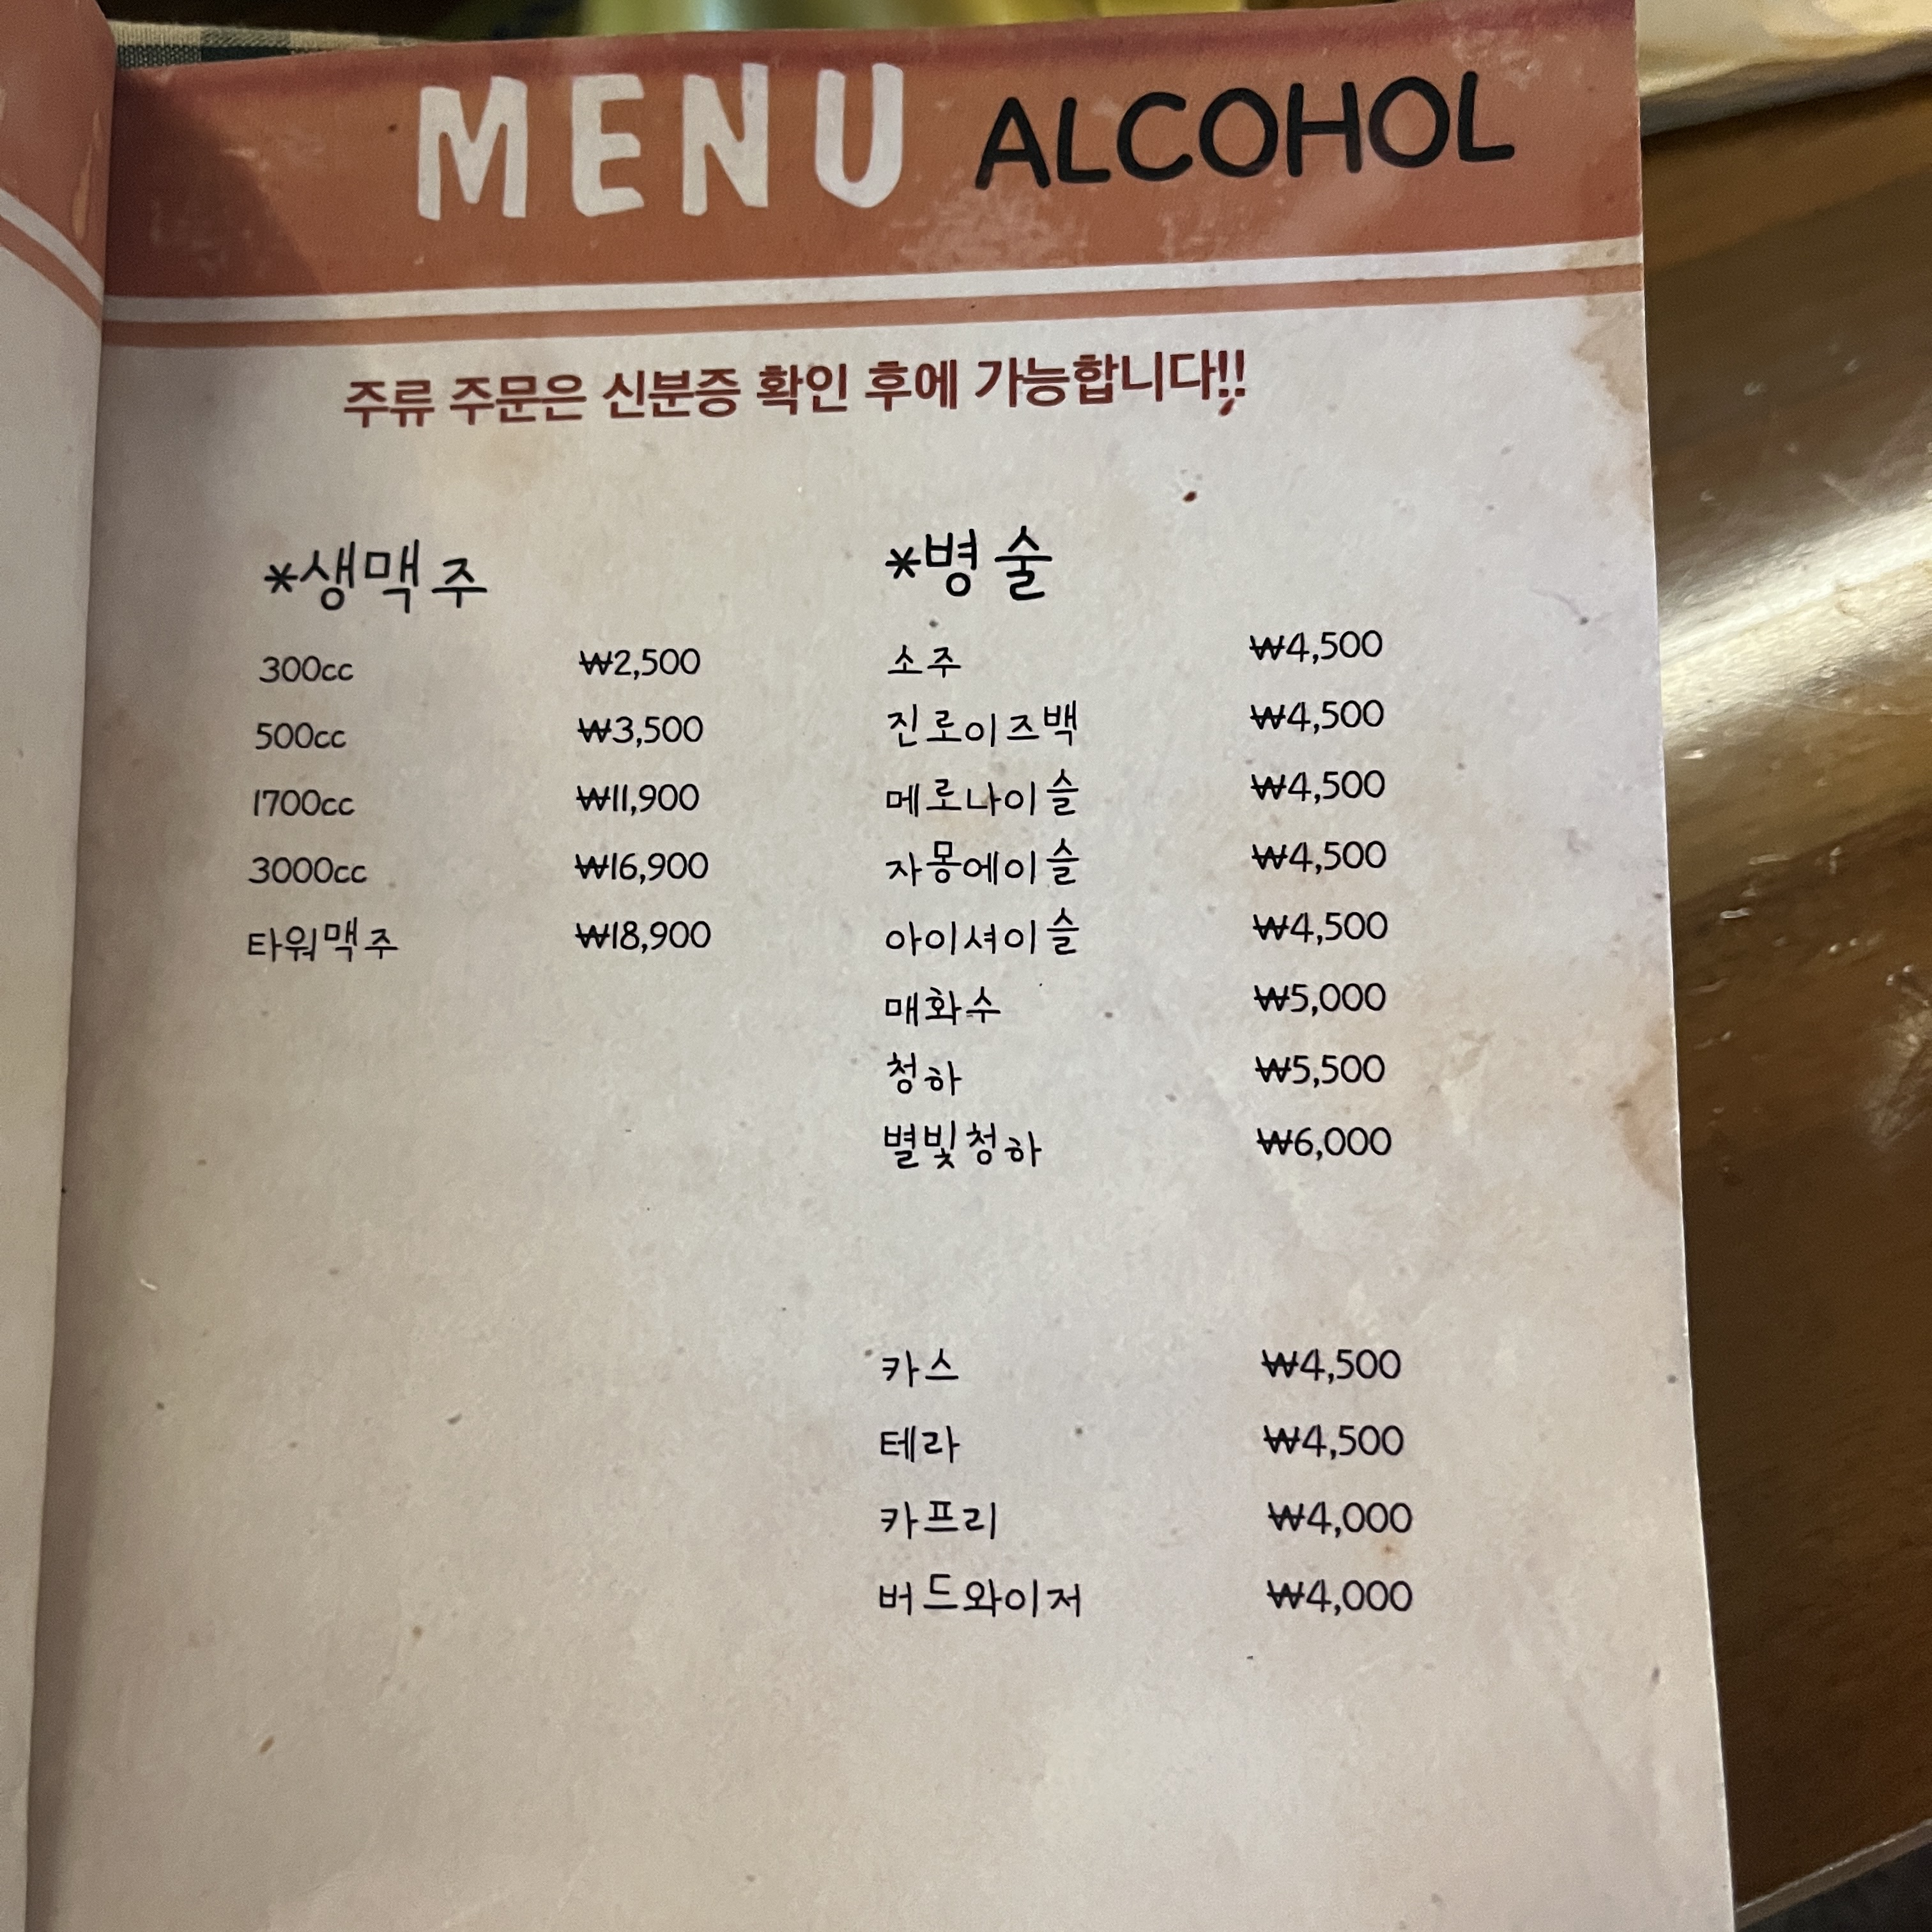 MENU ALCOHOL
주류 주문은 신분증 확인 후에 가능합니다!!
*생맥주
300cc ₩2,500
500cc ₩3,500
1700cc ₩11,900
3000cc ₩16,900
타워맥주 ₩18,900
*병술
소주 ₩4,500
진로이즈백 ₩4,500
메로나이슬 ₩4,500
자몽에이슬 ₩4,500
아이셔이슬 ₩4,500
매화수 ₩5,000
청하 ₩5,500
별빛청하 ₩6,000
카스 ₩4,500
테라 ₩4,500
카프리 ₩4,000
버드와이저 ₩4,000